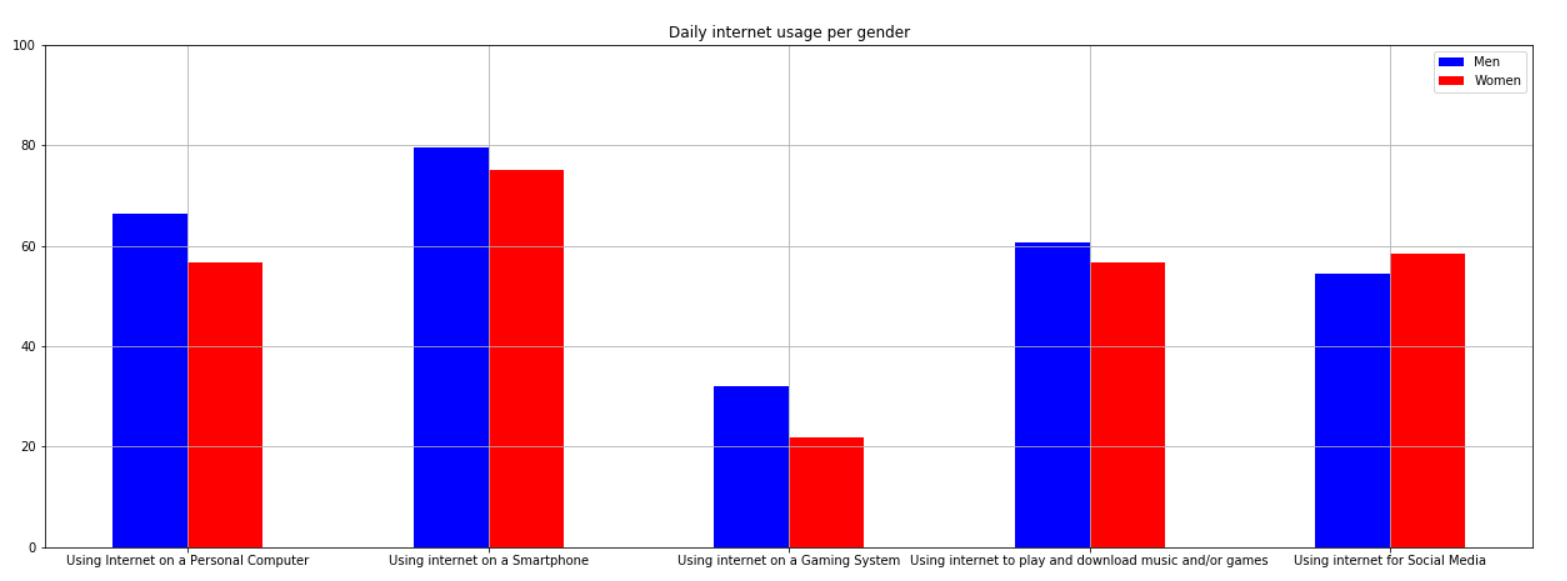 Daily internet usage per gender
100
80
60
40
20
0
Men
Women
Using Internet on a Personal Computer
Using internet on a Smartphone
Using internet on a Gaming System
Using internet to play and download music and/or games
Using internet for Social Media